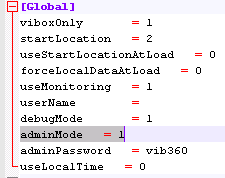 [Global]
viboxOnly = 1
startLocation = 2
useStartLocationAtLoad = 0
forceLocalDataAtLoad = 0
useMonitoring = 1
userName =
debugMode = 1
adminMode = 1
adminPassword = vib360
useLocalTime = 0